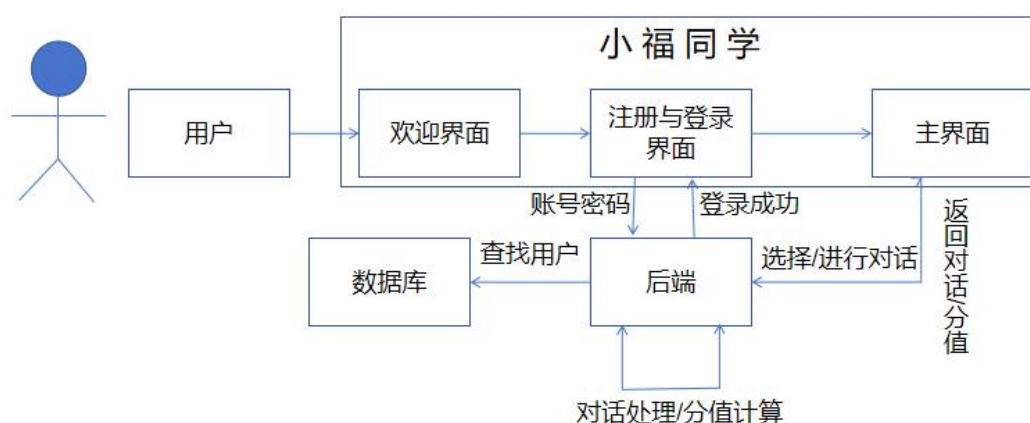 小福同学
用户
欢迎界面
注册与登录
界面
主界面
账号密码
登录成功
返回对话/分值
查找用户
选择/进行对话
数据库
后端
对话处理/分值计算